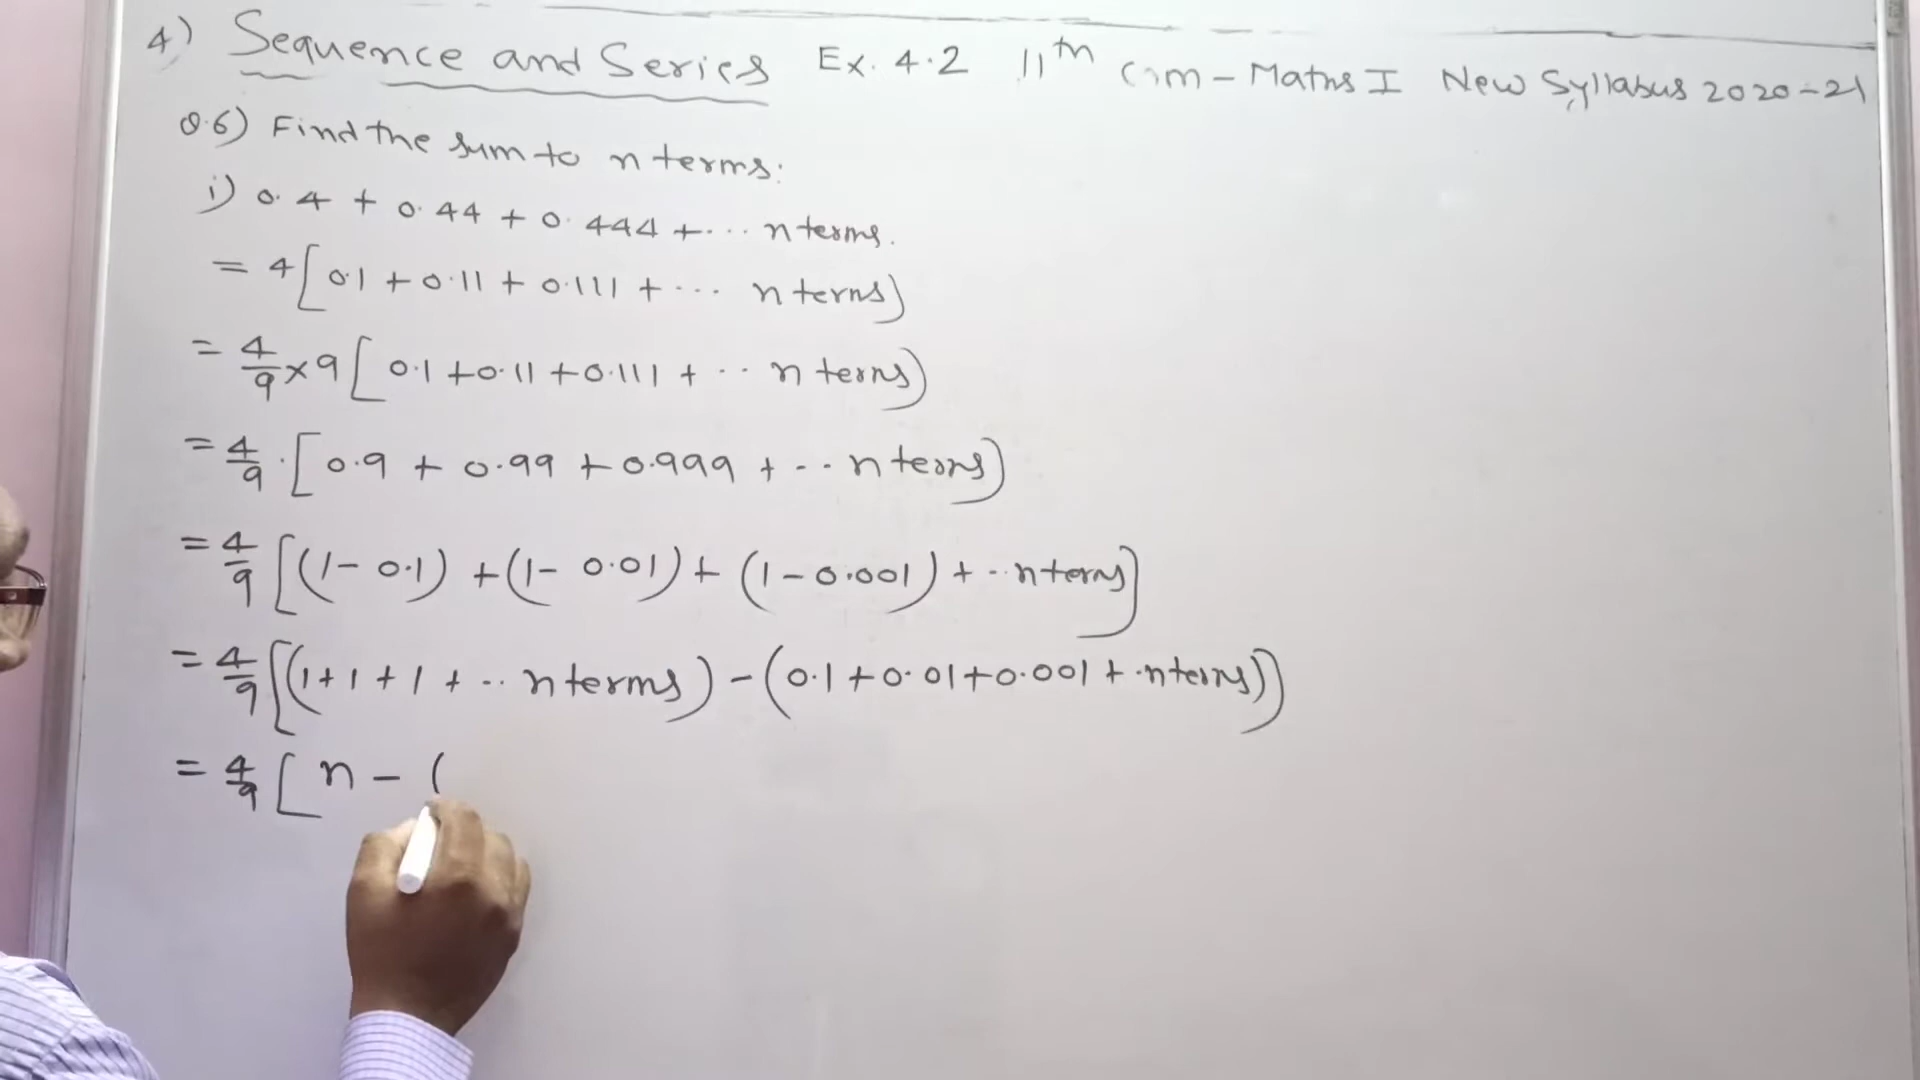 4) Sequence and Series Ex. 4.2 11th Com - Maths I New Syllabus 2020-21
Q.6) Find the sum to n terms:
i) 0.4 + 0.44 + 0.444 + ... n terms.
= 4[0.1 + 0.11 + 0.111 + ... n terms]
= 4/9 × 9[0.1 + 0.11 + 0.111 + ... n terms]
= 4/9 . [0.9 + 0.99 + 0.999 + ... n terms]
= 4/9 [(1 - 0.1) + (1 - 0.01) + (1 - 0.001) + ... n terms]
= 4/9 [(1 + 1 + 1 + ... n terms) - (0.1 + 0.01 + 0.001 + . n terms)]
= 4/9 [n - (